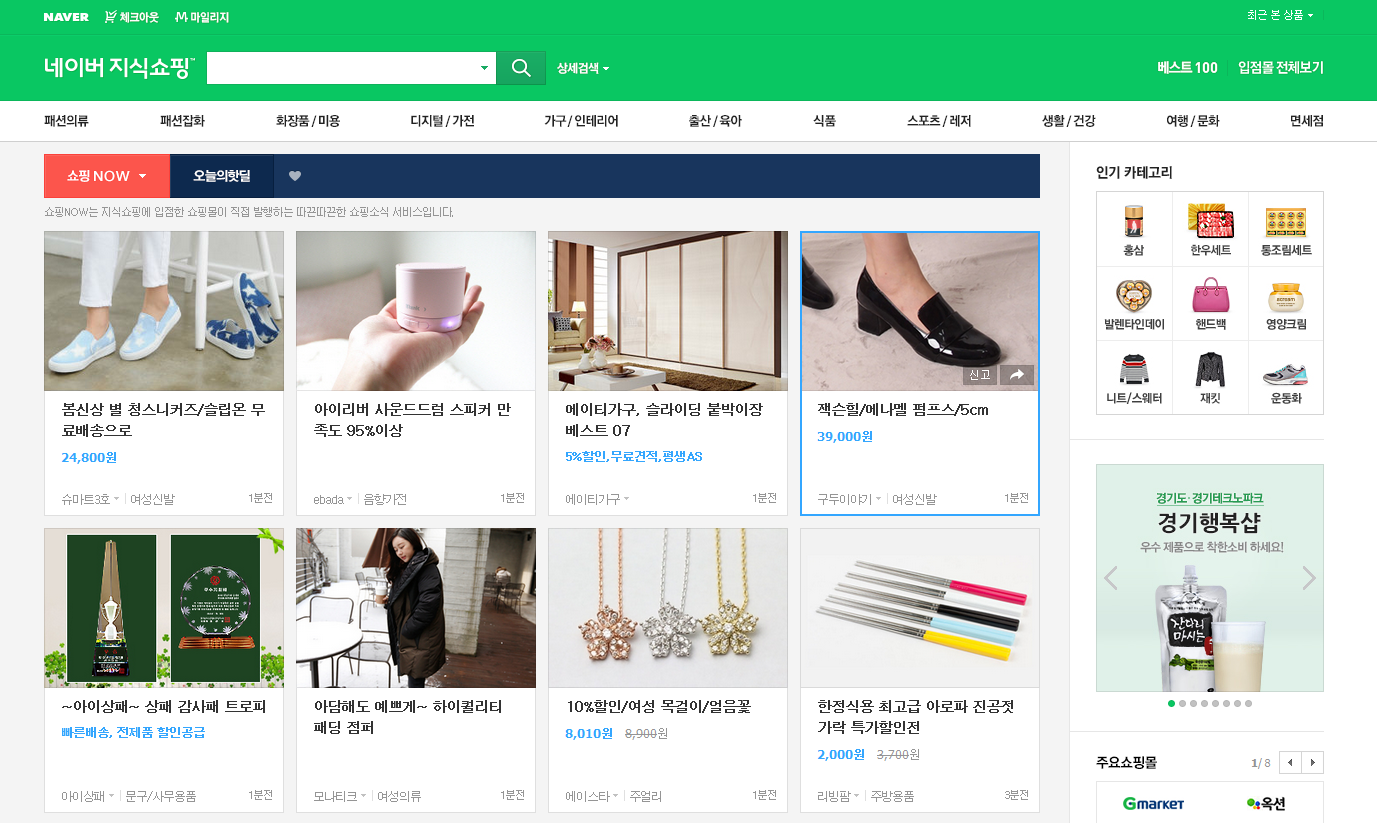 NAVER 체크아웃 마일리지
최근 본 상품
네이버 지식쇼핑™ 상세검색
베스트 100 입점몰 전체보기
패션의류 패션잡화 화장품 / 미용 디지털 / 가전 가구 / 인테리어 출산 / 육아 식품 스포츠 / 레저 생활 / 건강 여행 / 문화 면세점
쇼핑 NOW 오늘의핫딜
쇼핑NOW는 지식쇼핑에 입점한 쇼핑몰이 직접 발행하는 따끈따끈한 쇼핑소식 서비스입니다.
봄신상 별 청스니커즈/슬립온 무
료배송으로
24,800원
슈마트3호 여성신발 1분전
아이리버 사운드드럼 스피커 만
족도 95%이상
ebada 음향가전 1분전
에이티가구, 슬라이딩 붙박이장
베스트 07
5%할인,무료견적,평생AS
에이티가구 1분전
신고
잭슨힐/에나멜 펌프스/5cm
39,000원
구두이야기 여성신발 1분전
~아이상패~ 상패 감사패 트로피
빠른배송, 전제품 할인공급
아이상패 문구/사무용품 1분전
아담해도 예쁘게~ 하이퀄리티
패딩 점퍼
모나티크 여성의류 1분전
10%할인/여성 목걸이/얼음꽃
8,010원 8,900원
에이스타 주얼리 1분전
한정식용 최고급 아로파 진공젓
가락 특가할인전
2,000원 3,700원
리빙팜 주방용품 3분전
인기 카테고리
홍삼 한우세트 통조림세트
발렌타인데이 핸드백 영양크림
니트/스웨터 재킷 운동화
경기도·경기테크노파크
경기행복샵
우수 제품으로 착한소비 하세요!
잔다리
마시는
주요쇼핑몰 1/ 8
Gmarket 옥션